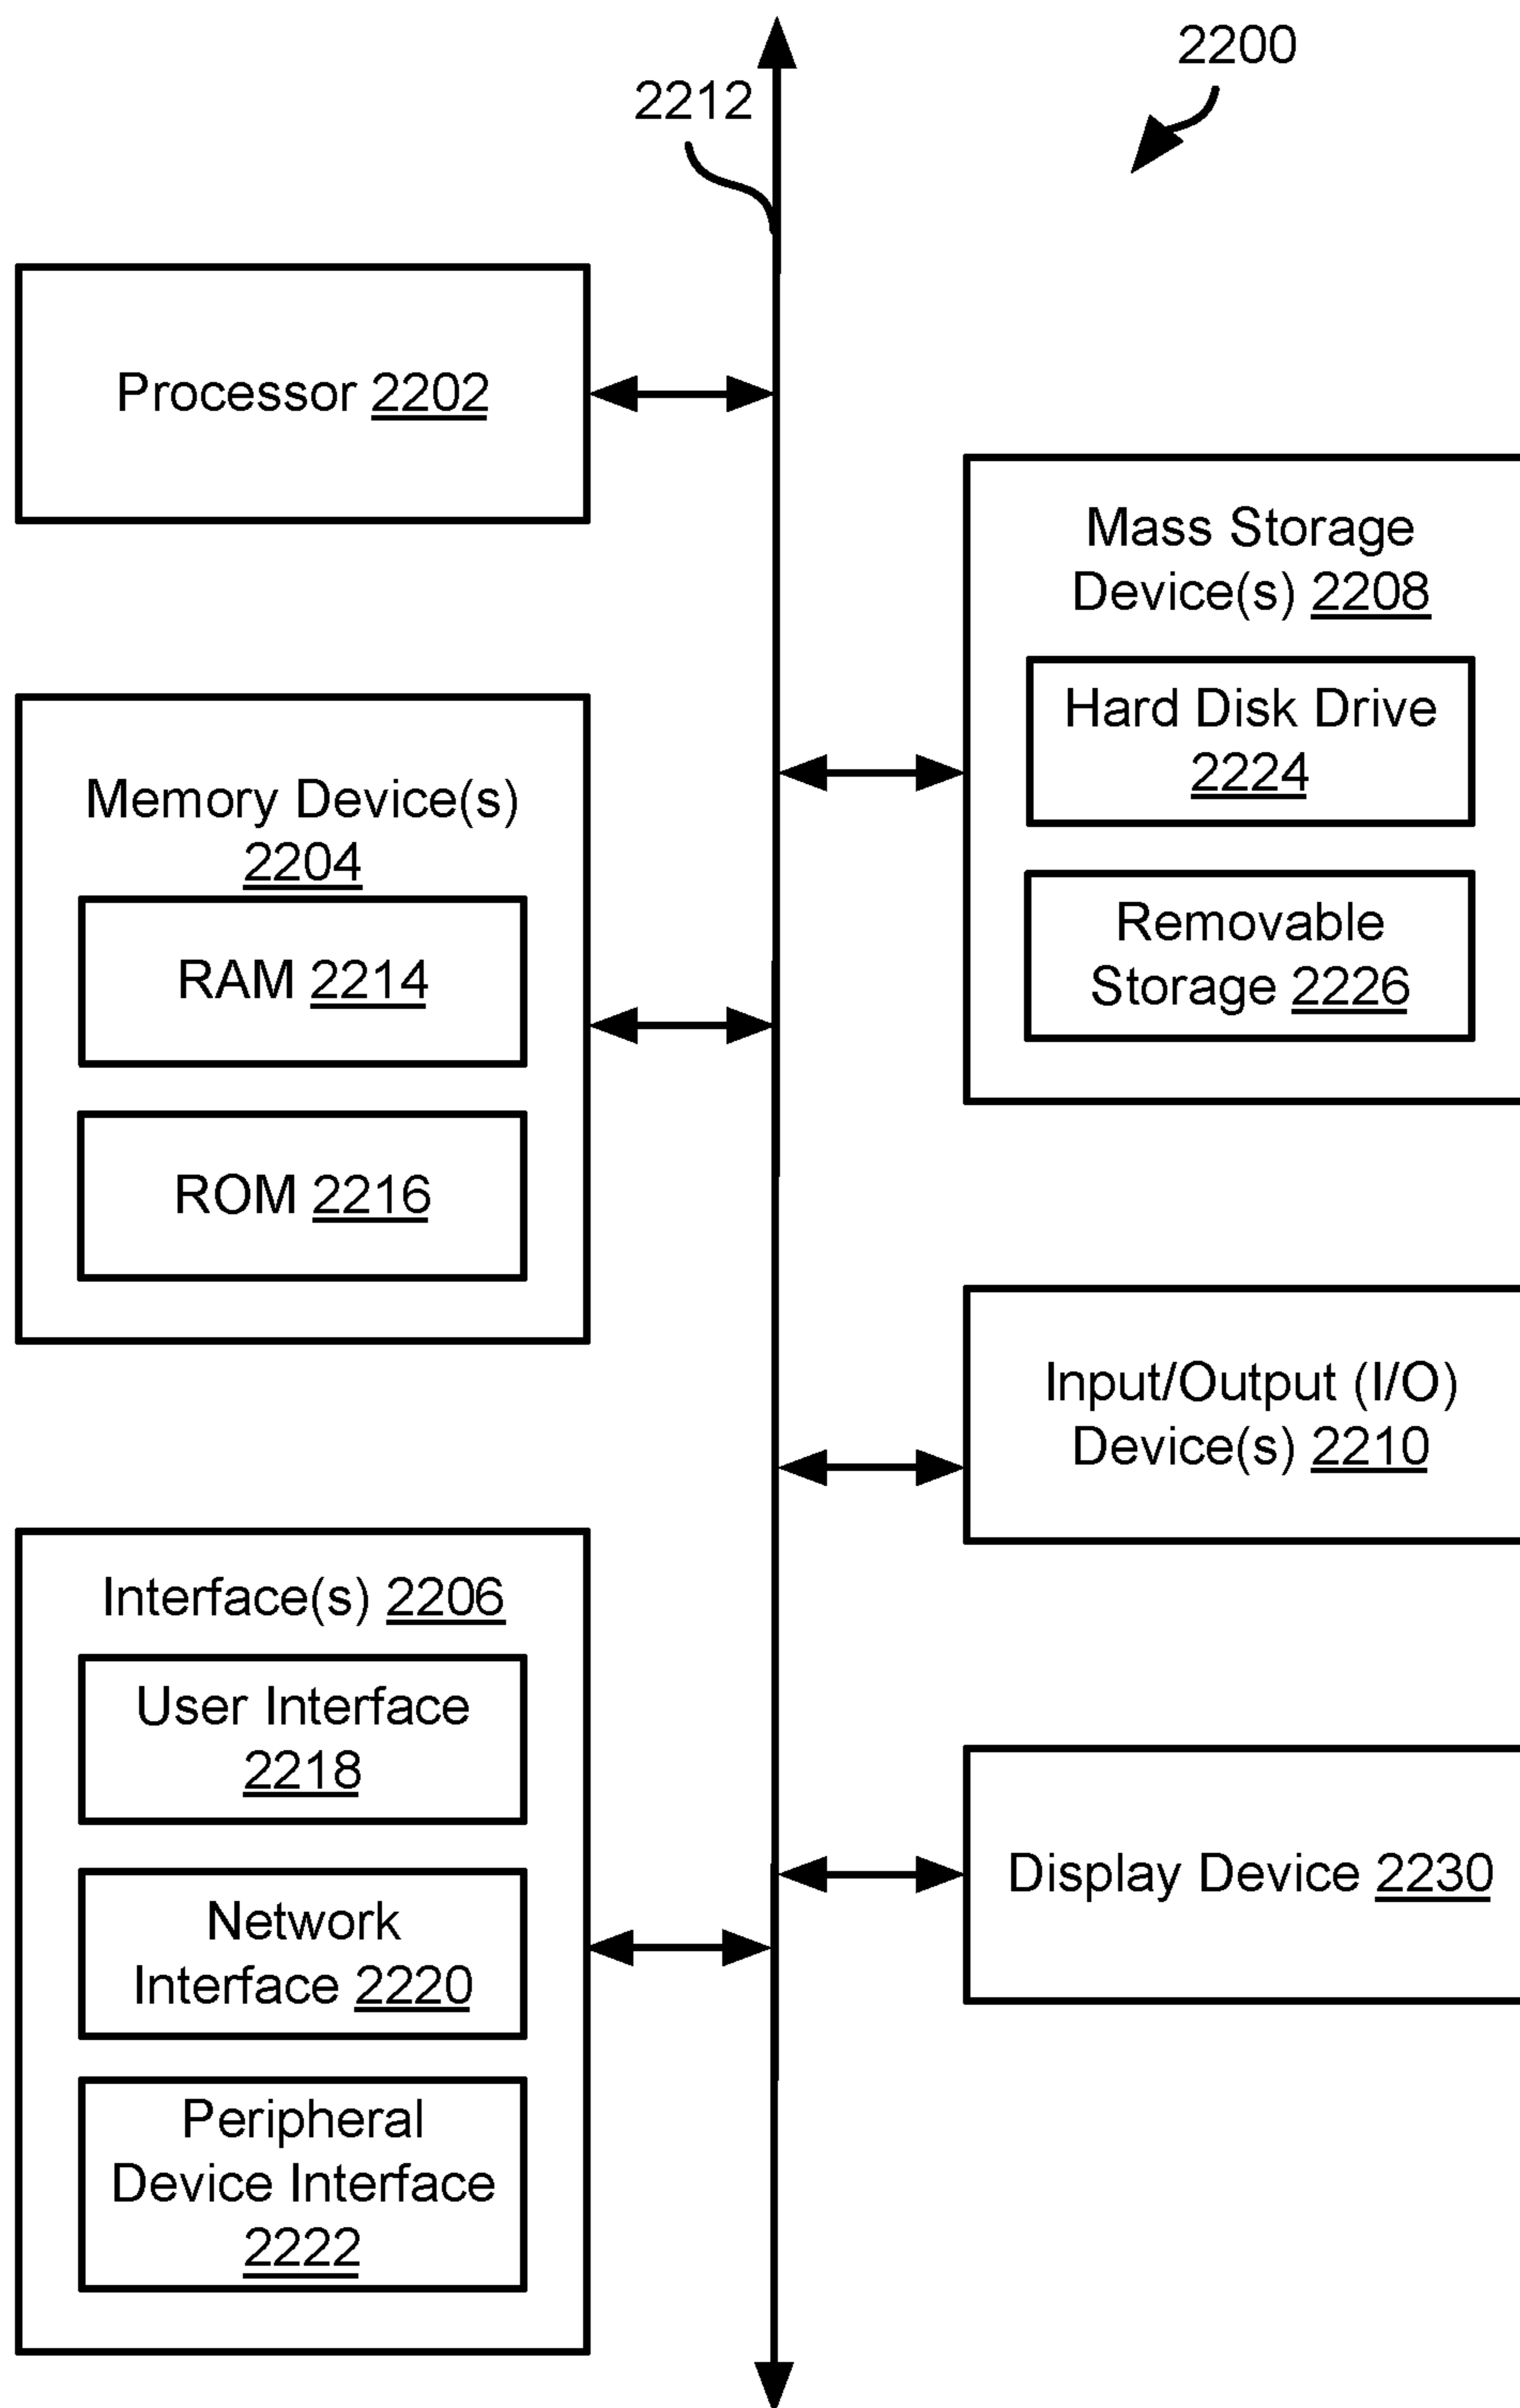 2200
2212
Processor 2202
Mass Storage
Device(s) 2208
Hard Disk Drive
2224
Removable
Storage 2226
Memory Device(s)
2204
RAM 2214
ROM 2216
Input/Output (I/O)
Device(s) 2210
Interface(s) 2206
User Interface
2218
Network
Interface 2220
Peripheral
Device Interface
2222
Display Device 2230